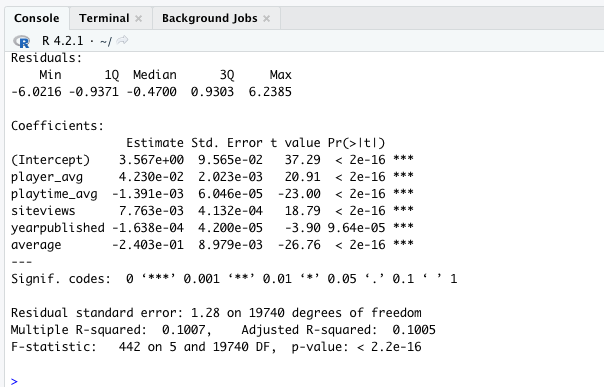 Console Terminal × Background Jobs ×
R R 4.2.1 · ~/
Residuals:
    Min      1Q  Median      3Q     Max
-6.0216 -0.9371 -0.4700  0.9303  6.2385

Coefficients:
                Estimate Std. Error t value Pr(>|t|)
(Intercept)    3.567e+00  9.565e-02   37.29  < 2e-16 ***
player_avg     4.230e-02  2.023e-03   20.91  < 2e-16 ***
playtime_avg  -1.391e-03  6.046e-05  -23.00  < 2e-16 ***
siteviews      7.763e-03  4.132e-04   18.79  < 2e-16 ***
yearpublished -1.638e-04  4.200e-05   -3.90 9.64e-05 ***
average       -2.403e-01  8.979e-03  -26.76  < 2e-16 ***
---
Signif. codes:  0 ‘***’ 0.001 ‘**’ 0.01 ‘*’ 0.05 ‘.’ 0.1 ‘ ’ 1

Residual standard error: 1.28 on 19740 degrees of freedom
Multiple R-squared:  0.1007,    Adjusted R-squared:  0.1005
F-statistic:   442 on 5 and 19740 DF,  p-value: < 2.2e-16

>